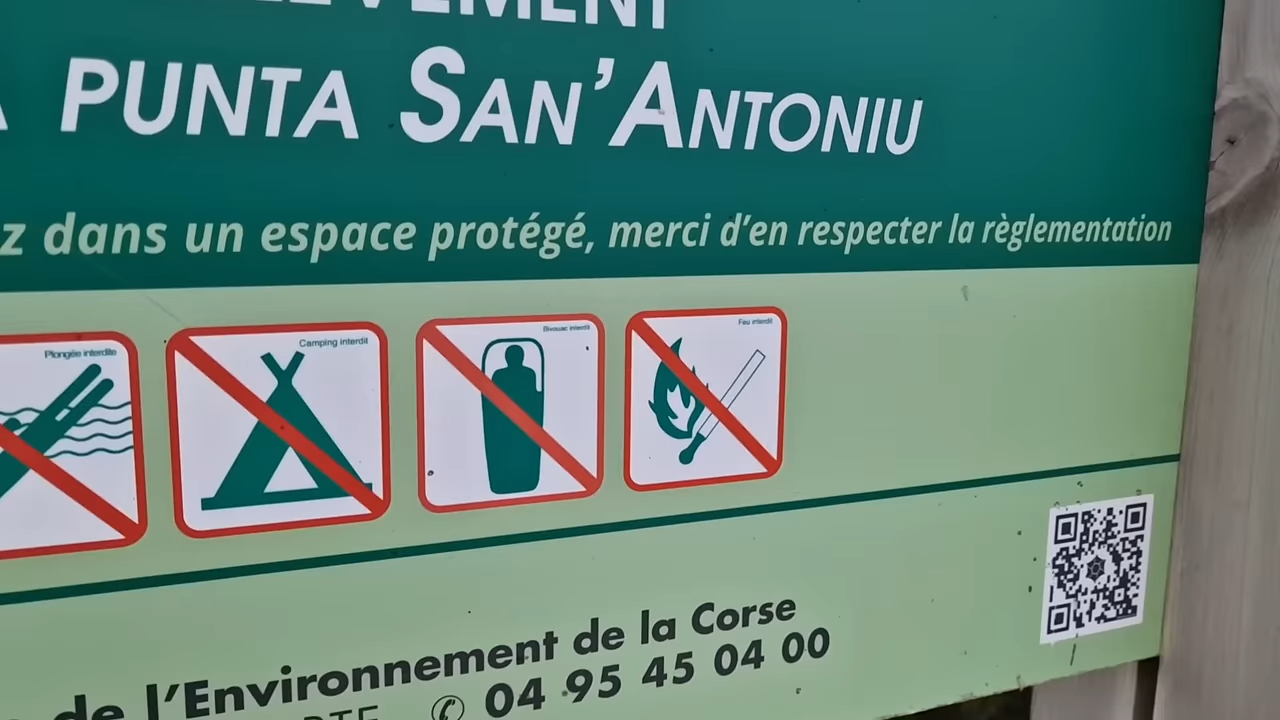 PUNTA SAN'ANTONIU
dans un espace protégé, merci d'en respecter la règlementation
Plongée interdite
Camping interdit
Bivouac interdit
Feu interdit
de l'Environnement de la Corse
✆ 04 95 45 04 00